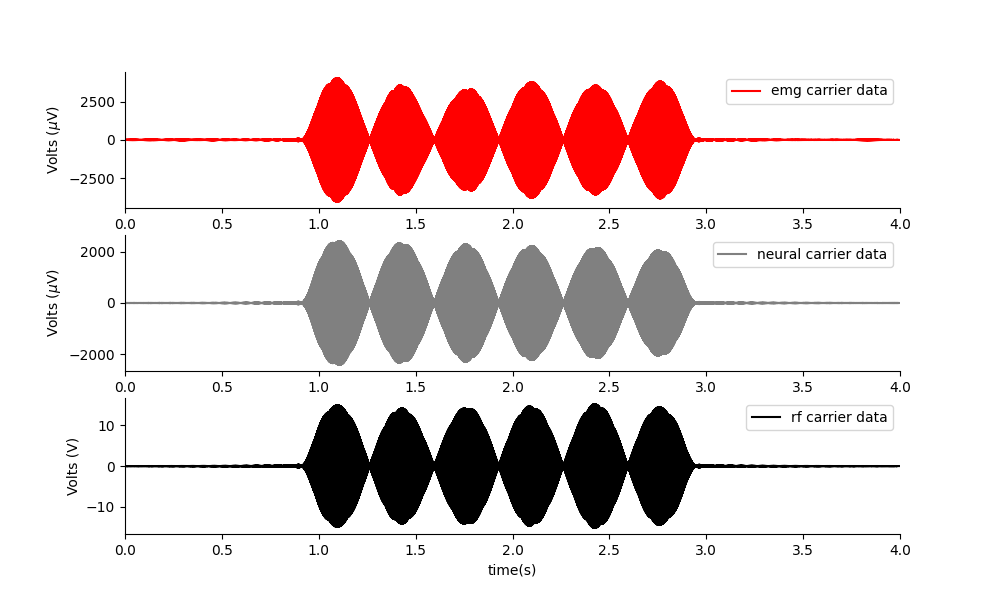 emg carrier data
Volts (μV)
2500
0
−2500
0.0 0.5 1.0 1.5 2.0 2.5 3.0 3.5 4.0
neural carrier data
Volts (μV)
2000
0
−2000
0.0 0.5 1.0 1.5 2.0 2.5 3.0 3.5 4.0
rf carrier data
Volts (V)
10
0
−10
0.0 0.5 1.0 1.5 2.0 2.5 3.0 3.5 4.0
time(s)